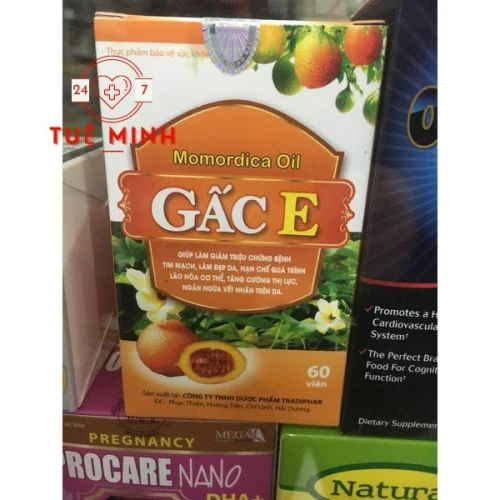 Thực phẩm bảo vệ sức khỏe
24 7
TUỆ MINH
Momordica Oil
GẤC E
GIÚP LÀM GIẢM TRIỆU CHỨNG BỆNH
TIM MẠCH, LÀM ĐẸP DA, HẠN CHẾ QUÁ TRÌNH
LÃO HÓA CƠ THỂ, TĂNG CƯỜNG THỊ LỰC,
NGĂN NGỪA VẾT NHĂN TRÊN DA.
60
viên
Sản xuất tại: CÔNG TY TNHH DƯỢC PHẨM TRADIPHAR
ĐC: Phục Thiện, Hoàng Tiến, Chí Linh, Hải Dương
✓Promotes a H
Cardiovascula
System†
✓The Perfect Bra
Food For Cognit
Function†
Dietary Supplemen
PREGNANCY
MEGA
PROCARE NANO
DHA+
Natura